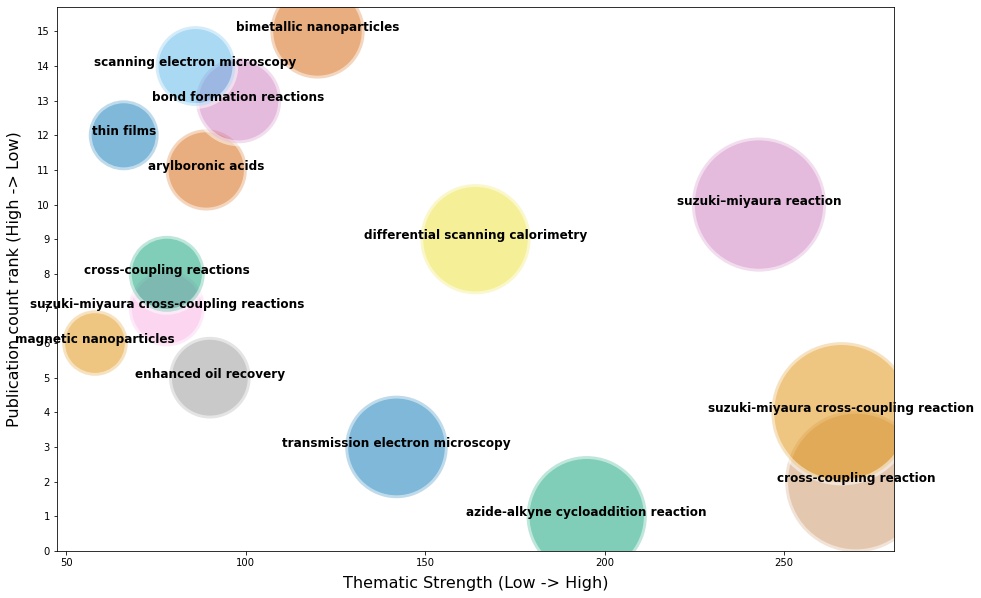 15
bimetallic nanoparticles
14
scanning electron microscopy
13
bond formation reactions
12
thin films
11
arylboronic acids
10
suzuki–miyaura reaction
9
differential scanning calorimetry
8
cross-coupling reactions
7
suzuki–miyaura cross-coupling reactions
6
magnetic nanoparticles
5
enhanced oil recovery
4
suzuki-miyaura cross-coupling reaction
3
transmission electron microscopy
2
cross-coupling reaction
1
azide-alkyne cycloaddition reaction
0
50 100 150 200 250
Thematic Strength (Low -> High)
Publication count rank (High -> Low)